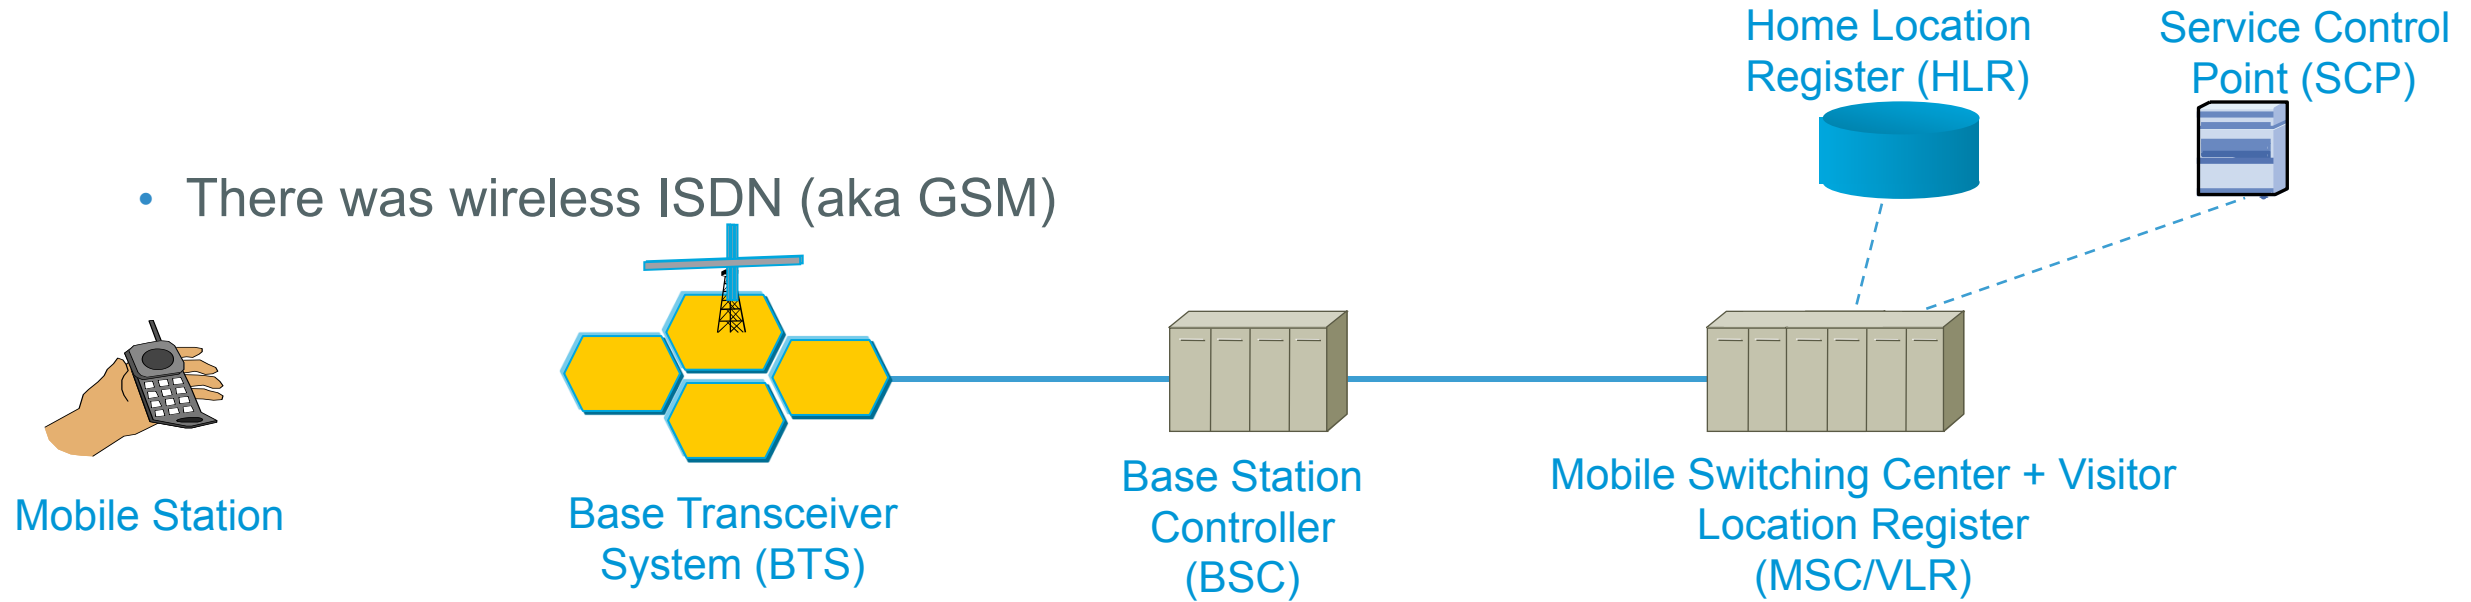 Home Location
Register (HLR)
Service Control
Point (SCP)
• There was wireless ISDN (aka GSM)
Mobile Station
Base Transceiver
System (BTS)
Base Station
Controller
(BSC)
Mobile Switching Center + Visitor
Location Register
(MSC/VLR)